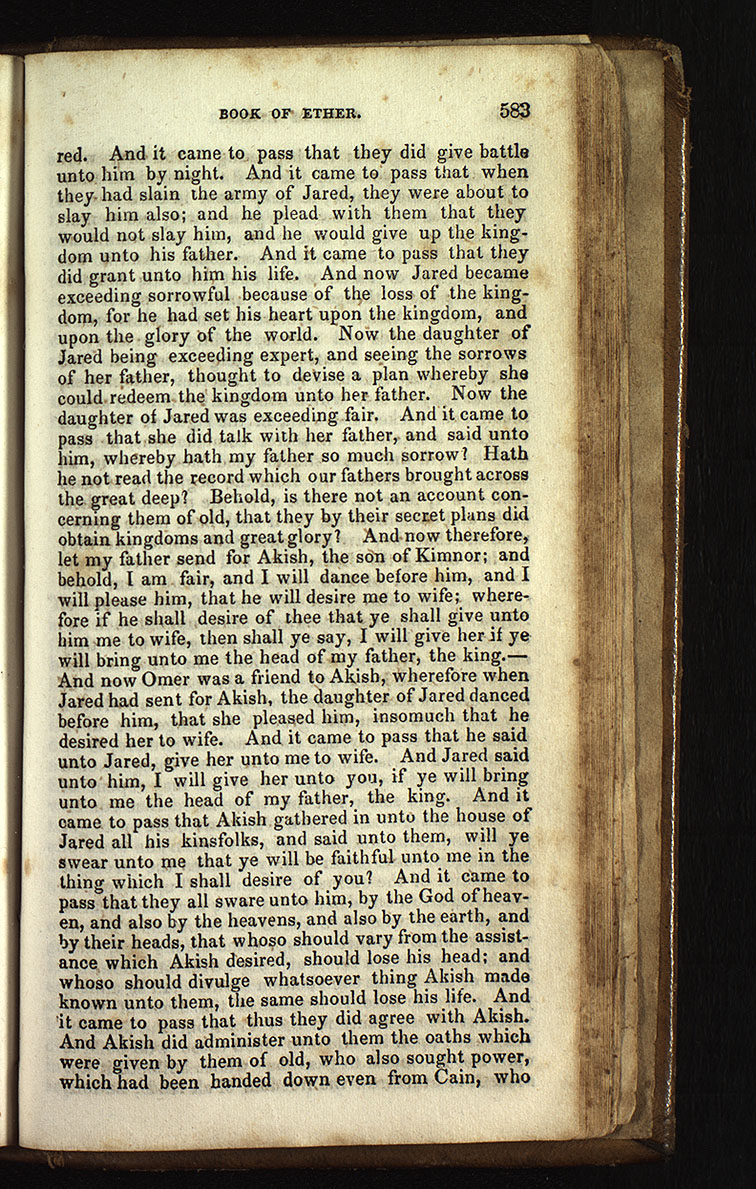 BOOK OF ETHER. 583
red. And it came to pass that they did give battle
unto him by night. And it came to pass that when
they had slain the army of Jared, they were about to
slay him also; and he plead with them that they
would not slay him, and he would give up the king-
dom unto his father. And it came to pass that they
did grant unto him his life. And now Jared became
exceeding sorrowful because of the loss of the king-
dom, for he had set his heart upon the kingdom, and
upon the glory of the world. Now the daughter of
Jared being exceeding expert, and seeing the sorrows
of her father, thought to devise a plan whereby she
could redeem the kingdom unto her father. Now the
daughter of Jared was exceeding fair. And it came to
pass that she did talk with her father, and said unto
him, whereby hath my father so much sorrow? Hath
he not read the record which our fathers brought across
the great deep? Behold, is there not an account con-
cerning them of old, that they by their secret plans did
obtain kingdoms and great glory? And now therefore,
let my father send for Akish, the son of Kimnor; and
behold, I am fair, and I will dance before him, and I
will please him, that he will desire me to wife; where-
fore if he shall desire of thee that ye shall give unto
him me to wife, then shall ye say, I will give her if ye
will bring unto me the head of my father, the king.—
And now Omer was a friend to Akish, wherefore when
Jared had sent for Akish, the daughter of Jared danced
before him, that she pleased him, insomuch that he
desired her to wife. And it came to pass that he said
unto Jared, give her unto me to wife. And Jared said
unto him, I will give her unto you, if ye will bring
unto me the head of my father, the king. And it
came to pass that Akish gathered in unto the house of
Jared all his kinsfolks, and said unto them, will ye
swear unto me that ye will be faithful unto me in the
thing which I shall desire of you? And it came to
pass that they all sware unto him, by the God of heav-
en, and also by the heavens, and also by the earth, and
by their heads, that whoso should vary from the assist-
ance which Akish desired, should lose his head; and
whoso should divulge whatsoever thing Akish made
known unto them, the same should lose his life. And
it came to pass that thus they did agree with Akish.
And Akish did administer unto them the oaths which
were given by them of old, who also sought power,
which had been handed down even from Cain, who